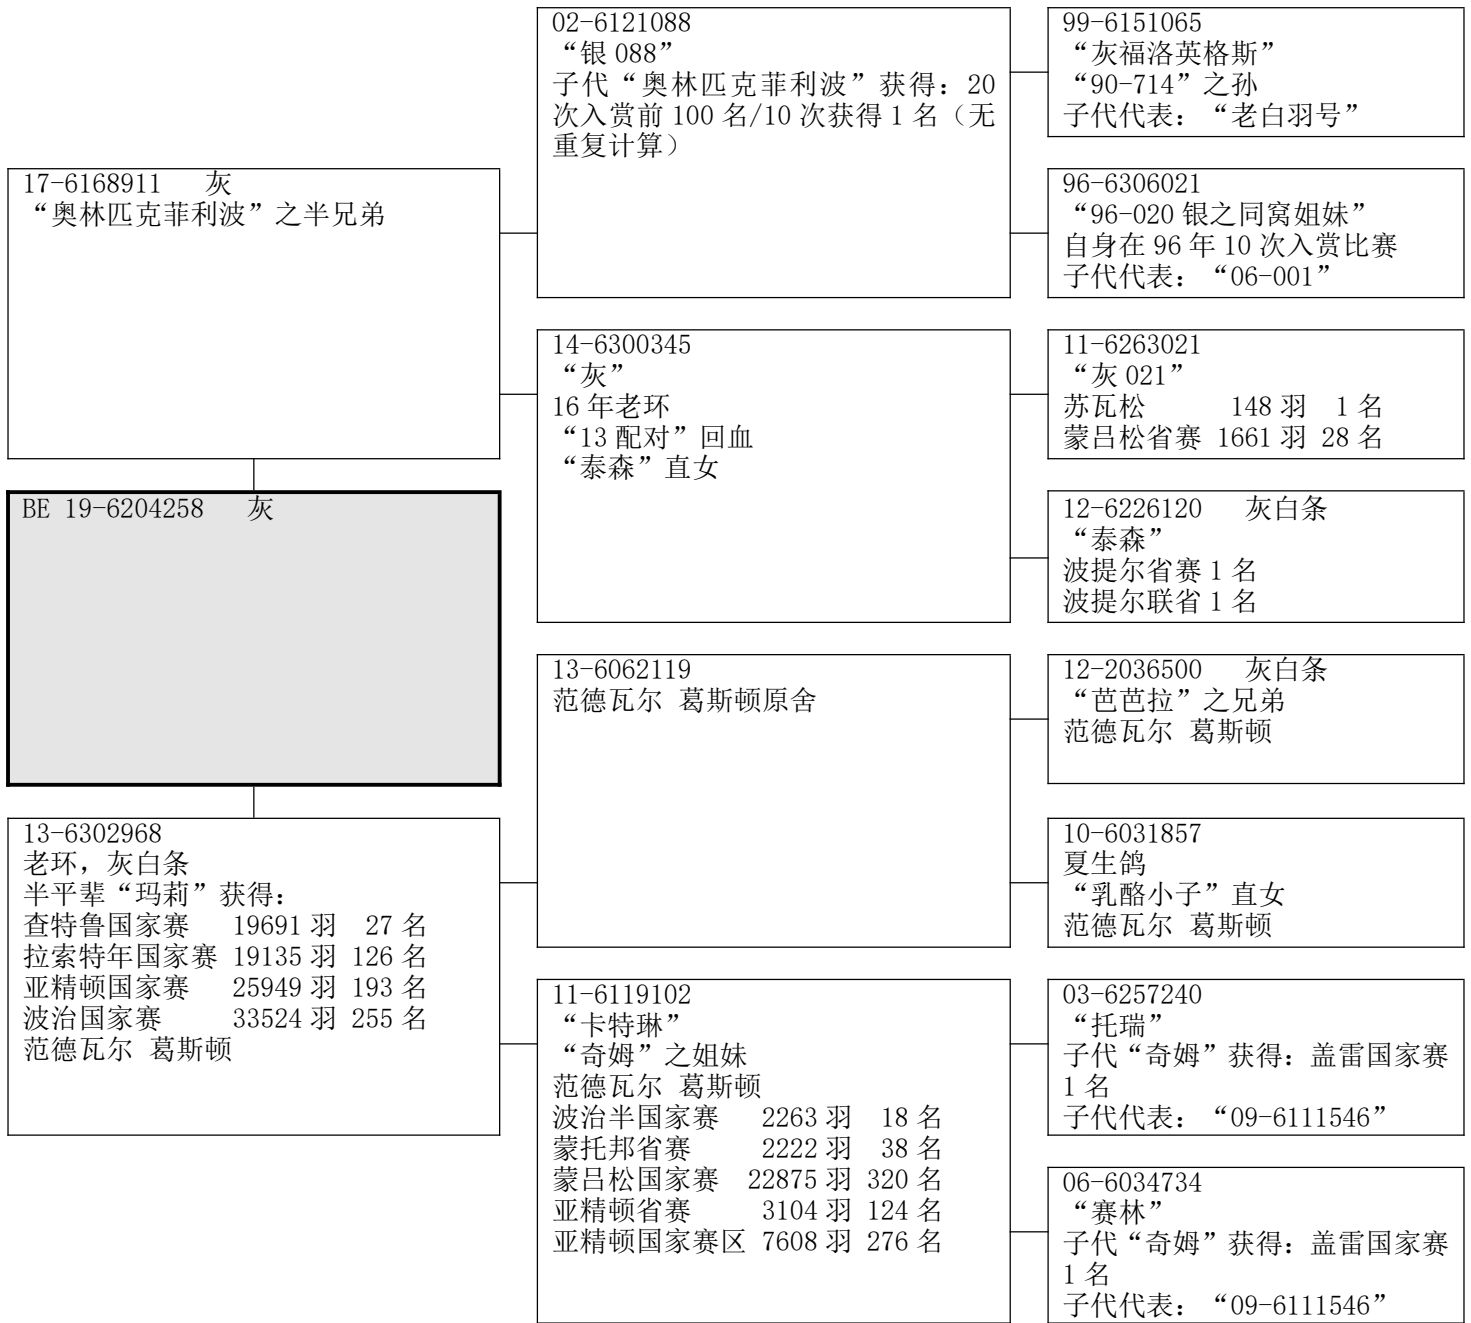 02-6121088
“银 088”
子代“奥林匹克菲利波”获得：20
次入赏前 100 名/10 次获得 1 名（无
重复计算）
99-6151065
“灰福洛英格斯”
“90-714”之孙
子代代表：“老白羽号”
17-6168911 灰
“奥林匹克菲利波”之半兄弟
96-6306021
“96-020 银之同窝姐妹”
自身在 96 年 10 次入赏比赛
子代代表：“06-001”
14-6300345
“灰”
16 年老环
“13 配对”回血
“泰森”直女
11-6263021
“灰 021”
苏瓦松 148 羽 1 名
蒙吕松省赛 1661 羽 28 名
BE 19-6204258 灰
12-6226120 灰白条
“泰森”
波提尔省赛 1 名
波提尔联省 1 名
13-6062119
范德瓦尔 葛斯顿原舍
12-2036500 灰白条
“芭芭拉”之兄弟
范德瓦尔 葛斯顿
13-6302968
老环，灰白条
半平辈“玛莉”获得：
查特鲁国家赛 19691 羽 27 名
拉索特年国家赛 19135 羽 126 名
亚精顿国家赛 25949 羽 193 名
波治国家赛 33524 羽 255 名
范德瓦尔 葛斯顿
10-6031857
夏生鸽
“乳酪小子”直女
范德瓦尔 葛斯顿
11-6119102
“卡特琳”
“奇姆”之姐妹
范德瓦尔 葛斯顿
波治半国家赛 2263 羽 18 名
蒙托邦省赛 2222 羽 38 名
蒙吕松国家赛 22875 羽 320 名
亚精顿省赛 3104 羽 124 名
亚精顿国家赛区 7608 羽 276 名
03-6257240
“托瑞”
子代“奇姆”获得：盖雷国家赛
1 名
子代代表：“09-6111546”
06-6034734
“赛林”
子代“奇姆”获得：盖雷国家赛
1 名
子代代表：“09-6111546”